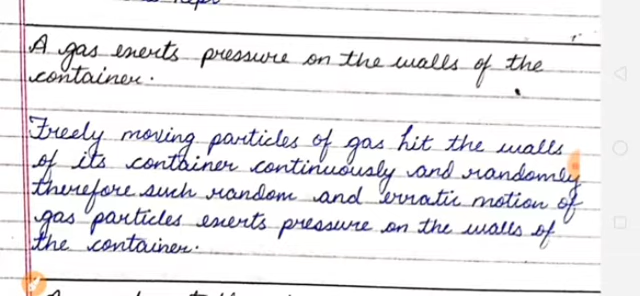 A gas exerts pressure on the walls of the
container.
Freely moving particles of gas hit the walls
of its container continuously and randomly
therefore such random and erratic motion of
gas particles exerts pressure on the walls of
the container.